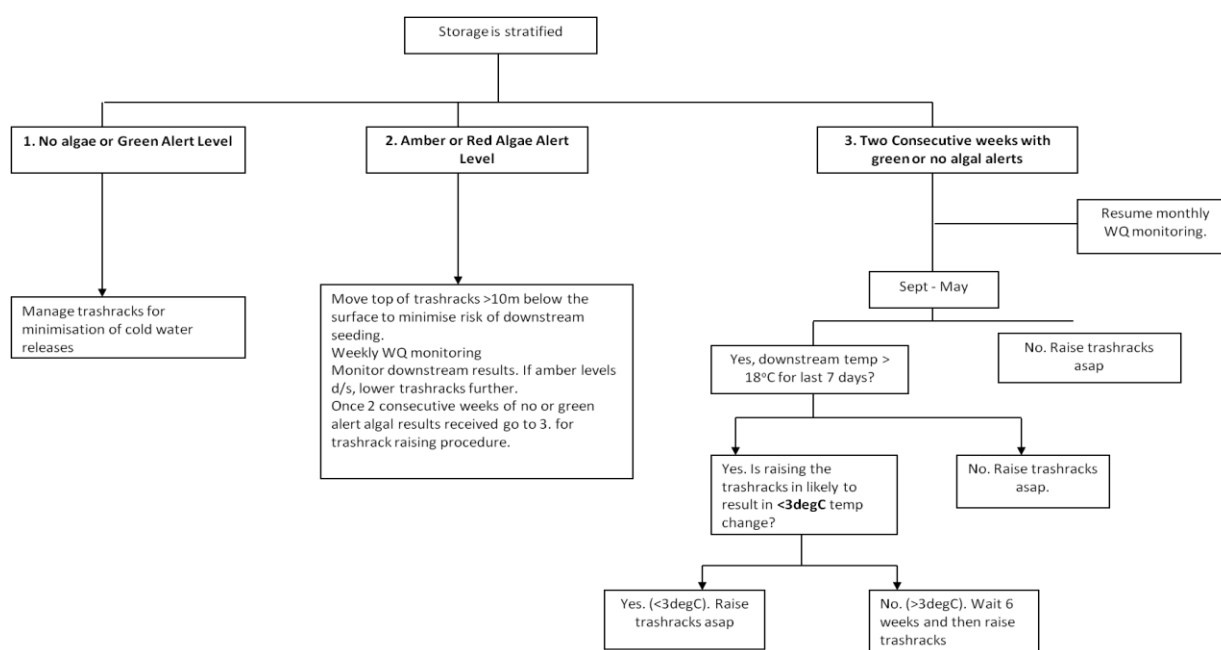 Storage is stratified
1. No algae or Green Alert Level
2. Amber or Red Algae Alert
Level
3. Two Consecutive weeks with
green or no algal alerts
Resume monthly
WQ monitoring.
Sept - May
Manage trashracks for
minimisation of cold water
releases
Move top of trashracks >10m below the
surface to minimise risk of downstream
seeding.
Weekly WQ monitoring
Monitor downstream results. If amber levels
d/s, lower trashracks further.
Once 2 consecutive weeks of no or green
alert algal results received go to 3. for
trashrack raising procedure.
Yes, downstream temp >
18°C for last 7 days?
No. Raise trashracks
asap
Yes. Is raising the
trashracks in likely to
result in <3degC temp
change?
No. Raise trashracks
asap.
Yes. (<3degC). Raise
trashracks asap
No. (>3degC). Wait 6
weeks and then raise
trashracks